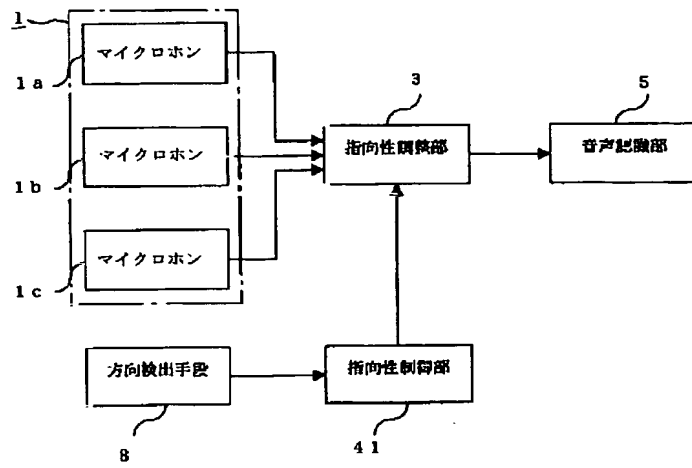 1
マイクロホン
1a
マイクロホン
1b
マイクロホン
1c
3
指向性調整部
5
音声認識部
方向検出手段
8
指向性制御部
41